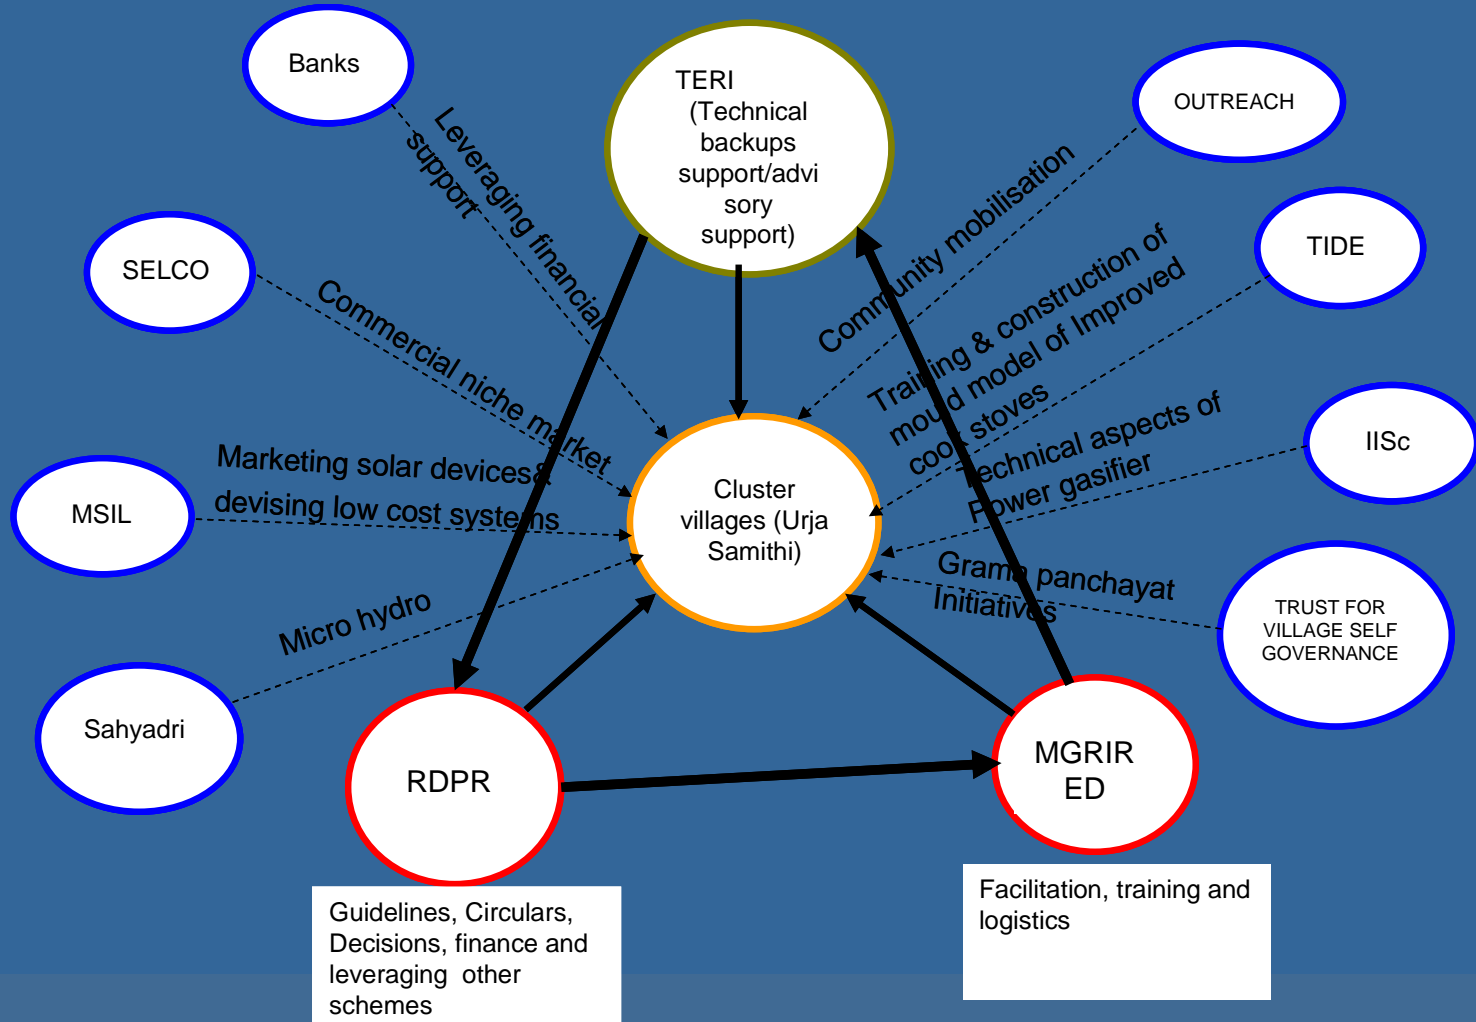 Banks
TERI
(Technical
backups
support/advi
sory
support)
OUTREACH
Leveraging financial
support
Community mobilisation
SELCO
TIDE
Commercial niche market
Training & construction of
mould model of Improved
cook stoves
IISc
Technical aspects of
Power gasifier
MSIL
Marketing solar devices&
devising low cost systems
Cluster
villages (Urja
Samithi)
Grama panchayat
Initiatives
TRUST FOR
VILLAGE SELF
GOVERNANCE
Micro hydro
Sahyadri
RDPR
MGRIR
ED
Guidelines, Circulars,
Decisions, finance and
leveraging other
schemes
Facilitation, training and
logistics